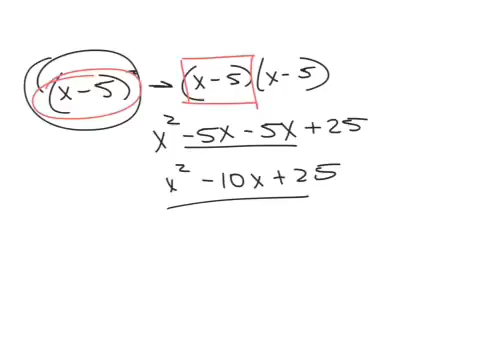 (x-5) → (x-5)(x-5)
x² -5x -5x +25
x² -10x +25